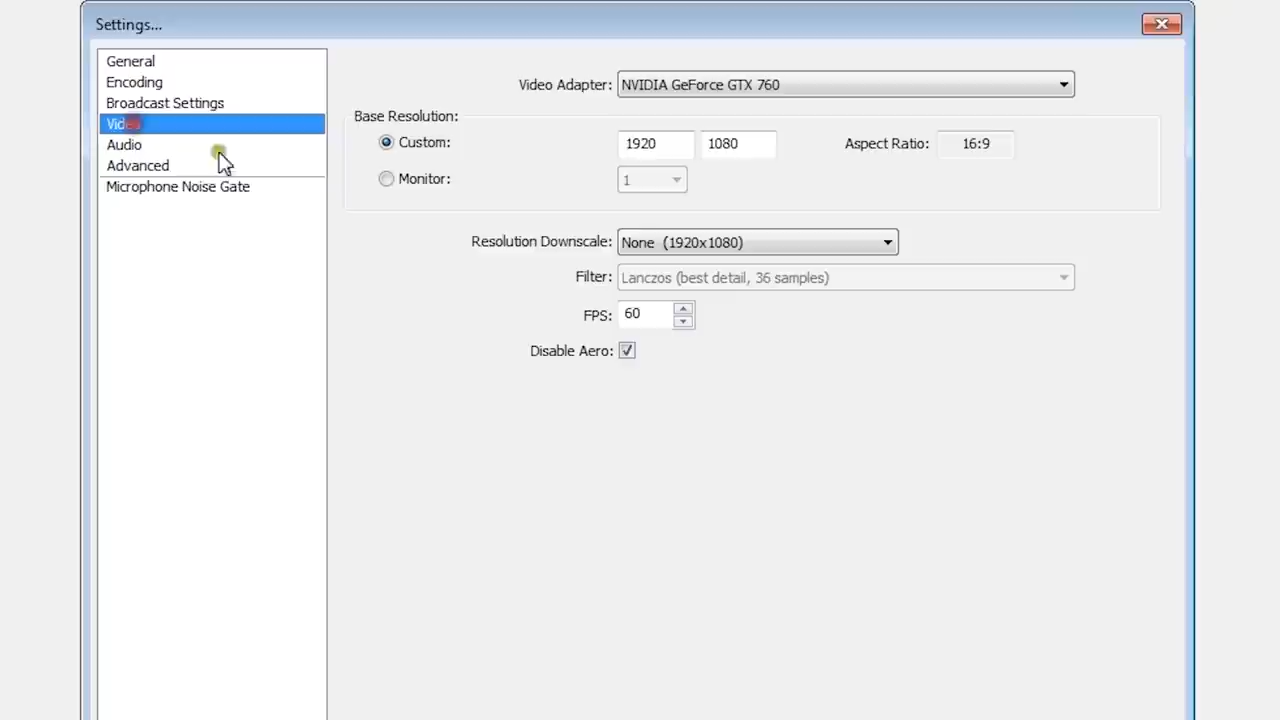 Settings...
General
Encoding
Broadcast Settings
Video
Audio
Advanced
Microphone Noise Gate
Video Adapter: NVIDIA GeForce GTX 760
Base Resolution:
Custom: 1920 1080 Aspect Ratio: 16:9
Monitor: 1
Resolution Downscale: None (1920x1080)
Filter: Lanczos (best detail, 36 samples)
FPS: 60
Disable Aero: